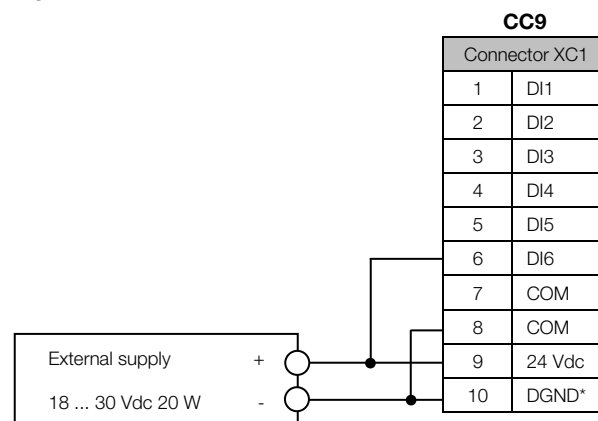 CC9
Connector XC1
1 DI1
2 DI2
3 DI3
4 DI4
5 DI5
6 DI6
7 COM
8 COM
9 24 Vdc
10 DGND*
External supply +
18 ... 30 Vdc 20 W -